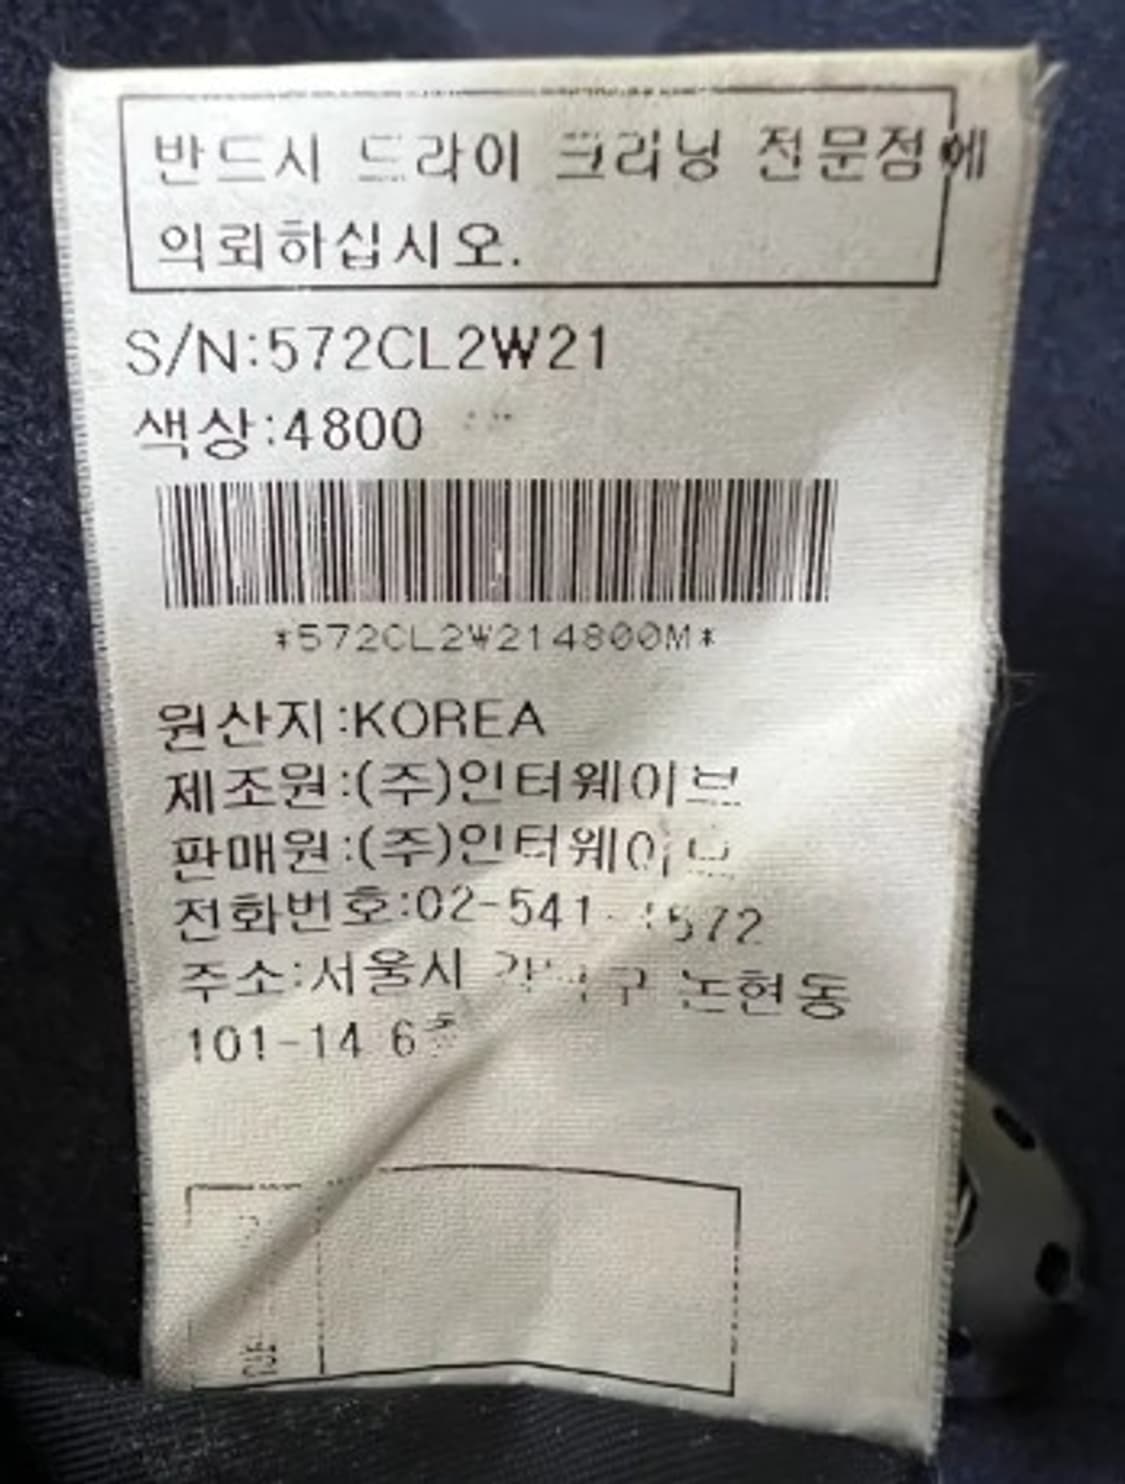 반드시 드라이 크리닝 전문점에
의뢰하십시오.
S/N:572CL2W21
색상:4800
*572CL2W214800M*
원산지:KOREA
제조원:(주)인터웨이브
판매원:(주)인터웨이브
전화번호:02-541-
주소:서울시 논현동
101-14 6층